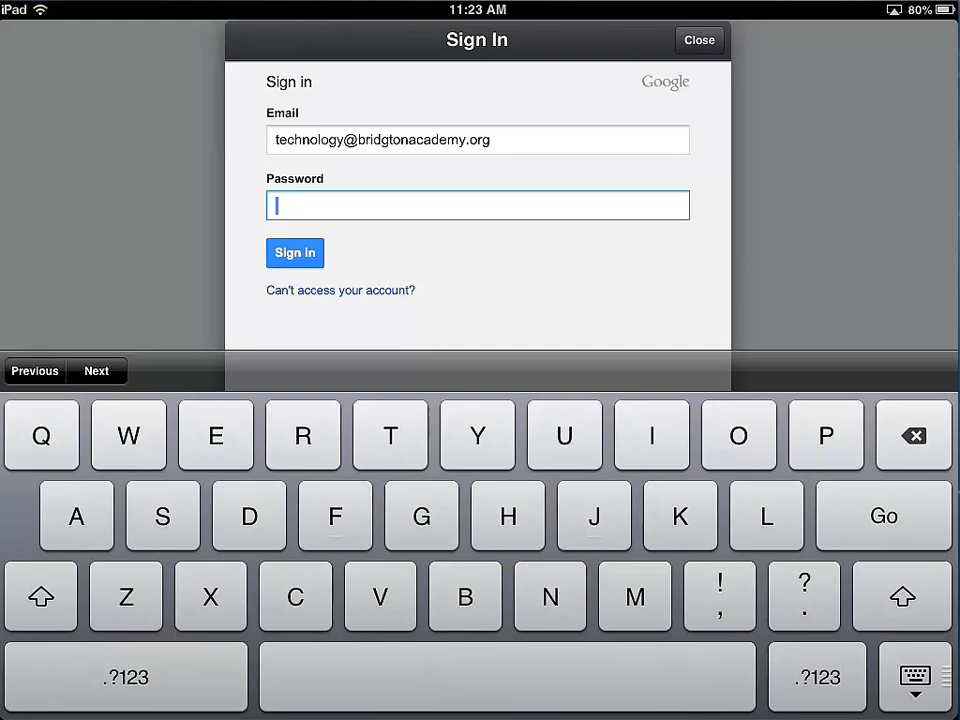 iPad 11:23 AM 80%
Sign In Close
Sign in Google
Email
technology@bridgtonacademy.org
Password
Sign in
Can't access your account?
Previous Next
Q W E R T Y U I O P
A S D F G H J K L Go
Z X C V B N M ! , ? .
.?123 .?123